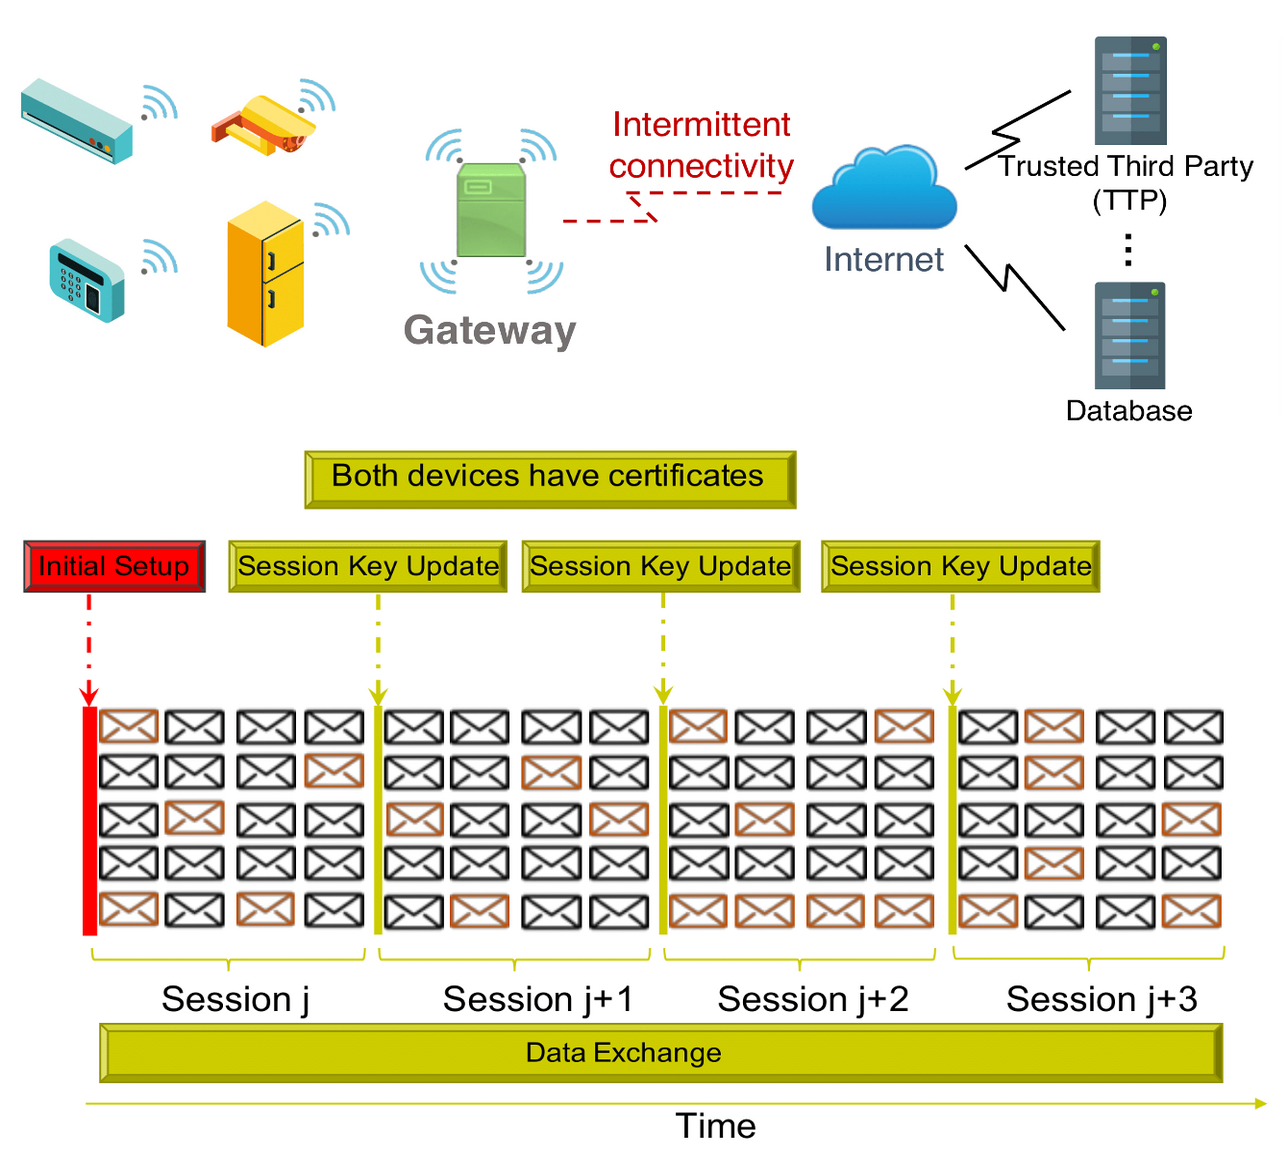 Intermittent
connectivity
Trusted Third Party
(TTP)
Internet
Gateway
Database
Both devices have certificates
Initial Setup
Session Key Update
Session Key Update
Session Key Update
Session j
Session j+1
Session j+2
Session j+3
Data Exchange
Time